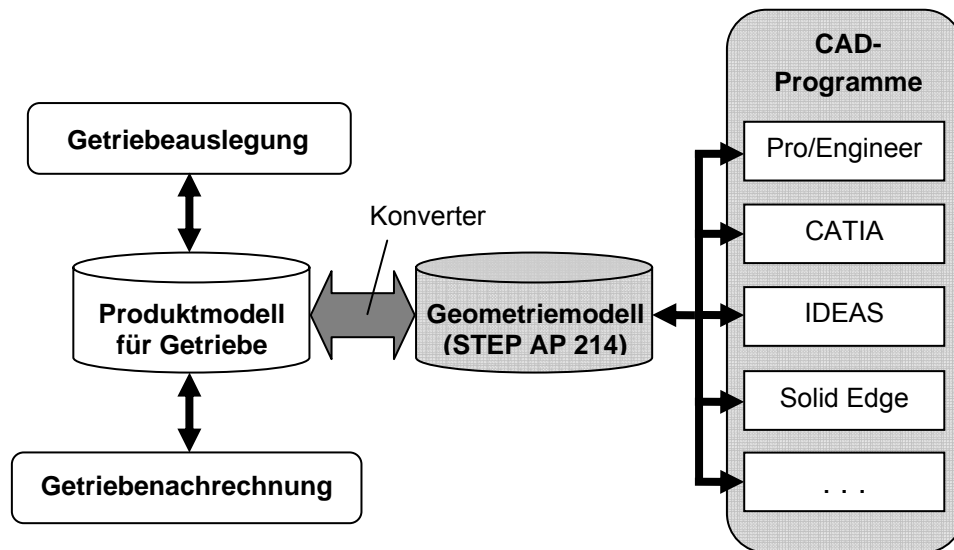 Getriebeauslegung
Produktmodell
für Getriebe
Getriebenachrechnung
Konverter
Geometriemodell
(STEP AP 214)
CAD-
Programme
Pro/Engineer
CATIA
IDEAS
Solid Edge
. . .